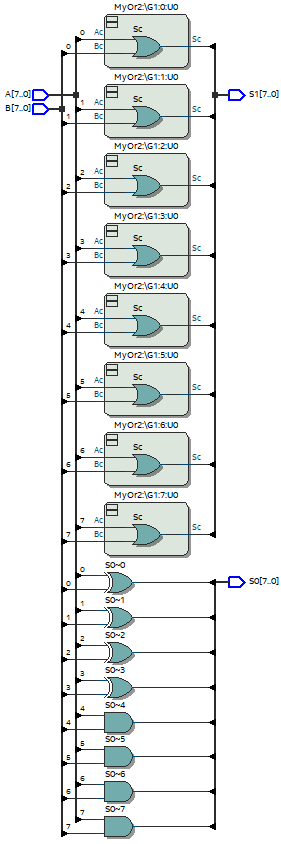 MyOr2:\G1:0:U0
0 Ac Sc Sc
0 Bc
A[7..0] S1[7..0]
B[7..0]
MyOr2:\G1:1:U0
1 Ac Sc Sc
1 Bc
MyOr2:\G1:2:U0
2 Ac Sc Sc
2 Bc
MyOr2:\G1:3:U0
3 Ac Sc Sc
3 Bc
MyOr2:\G1:4:U0
4 Ac Sc Sc
4 Bc
MyOr2:\G1:5:U0
5 Ac Sc Sc
5 Bc
MyOr2:\G1:6:U0
6 Ac Sc Sc
6 Bc
MyOr2:\G1:7:U0
7 Ac Sc Sc
7 Bc
S0~0
0
0
S0[7..0]
S0~1
1
1
S0~2
2
2
S0~3
3
3
S0~4
4
4
S0~5
5
5
S0~6
6
6
S0~7
7
7